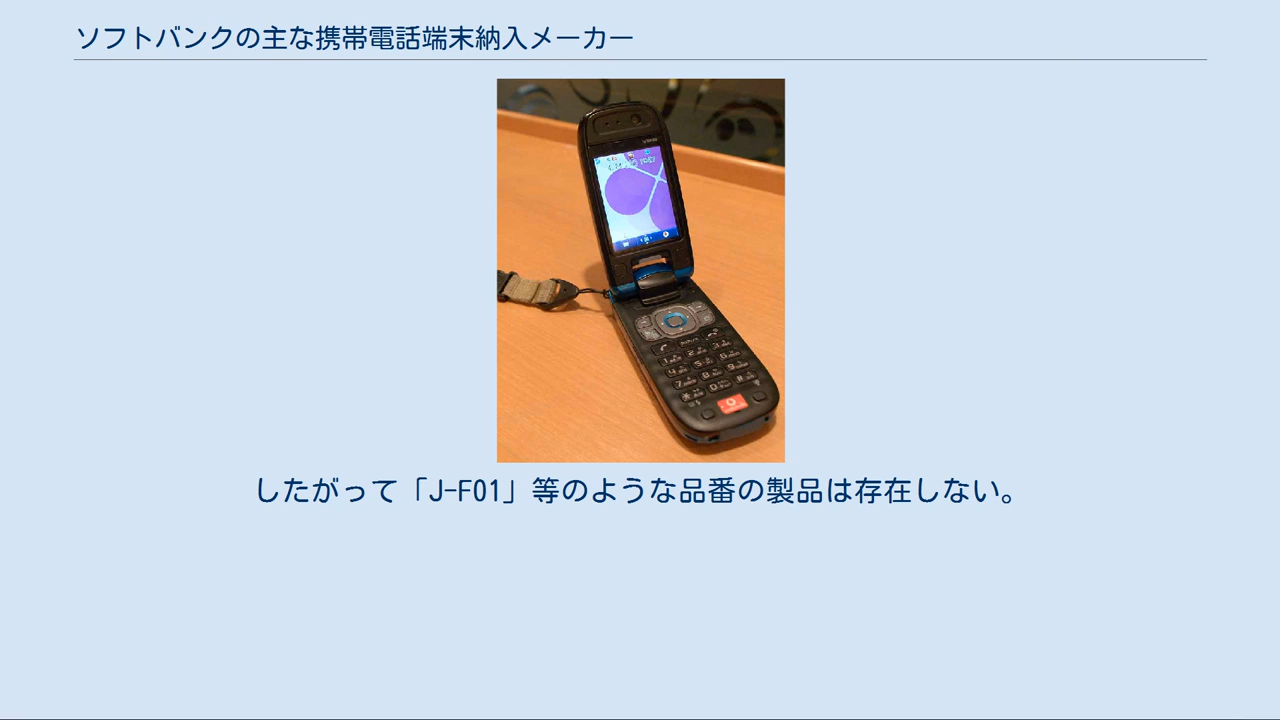 ソフトバンクの主な携帯電話端末納入メーカー
したがって「J-F01」等のような品番の製品は存在しない。